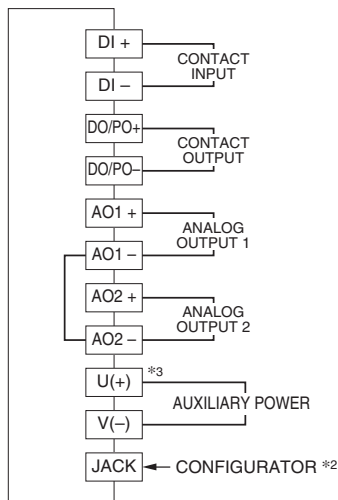 DI +
CONTACT
INPUT
DI –
DO/PO+
CONTACT
OUTPUT
DO/PO–
AO1 +
ANALOG
OUTPUT 1
AO1 –
AO2 +
ANALOG
OUTPUT 2
AO2 –
U(+) *3
AUXILIARY POWER
V(–)
JACK CONFIGURATOR *2